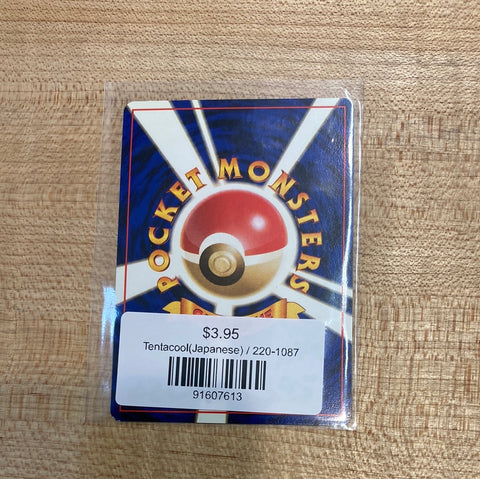 POCKET MONSTERS
$3.95
Tentacool(Japanese) / 220-1087
91607613